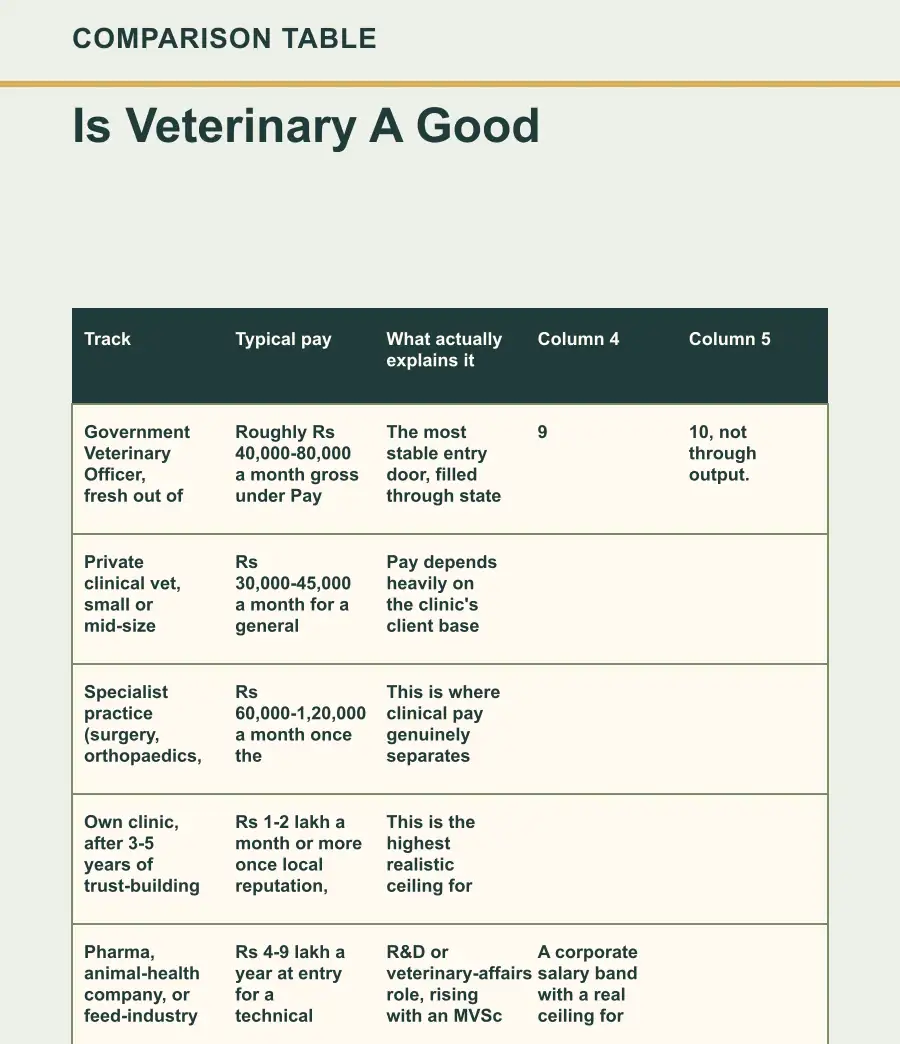 COMPARISON TABLE
Is Veterinary A Good
Track
Typical pay
What actually
explains it
Column 4
Column 5
Government
Veterinary
Officer,
fresh out of
Roughly Rs
40,000-80,000
a month gross
under Pay
The most
stable entry
door, filled
through state
9
10, not
through
output.
Private
clinical vet,
small or
mid-size
Rs
30,000-45,000
a month for a
general
Pay depends
heavily on
the clinic's
client base
Specialist
practice
(surgery,
orthopaedics,
Rs
60,000-1,20,000
a month once
the
This is where
clinical pay
genuinely
separates
Own clinic,
after 3-5
years of
trust-building
Rs 1-2 lakh a
month or more
once local
reputation,
This is the
highest
realistic
ceiling for
Pharma,
animal-health
company, or
feed-industry
Rs 4-9 lakh a
year at entry
for a
technical
R&D or
veterinary-affairs
role, rising
with an MVSc
A corporate
salary band
with a real
ceiling for